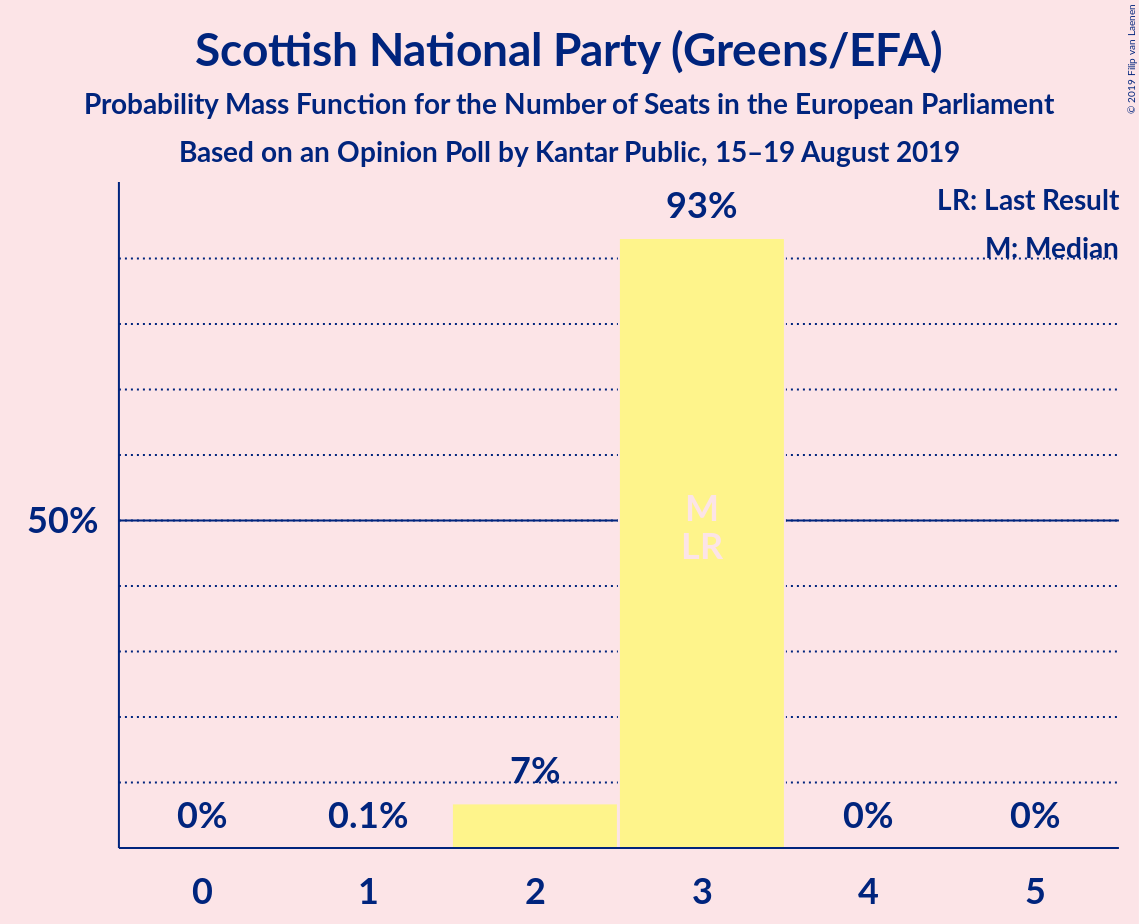 Scottish National Party (Greens/EFA)
Probability Mass Function for the Number of Seats in the European Parliament
Based on an Opinion Poll by Kantar Public, 15–19 August 2019
© 2019 Filip van Laenen
LR: Last Result
M: Median
93%
50%
M
LR
7%
0%
0.1%
0%
0%
0
1
2
3
4
5